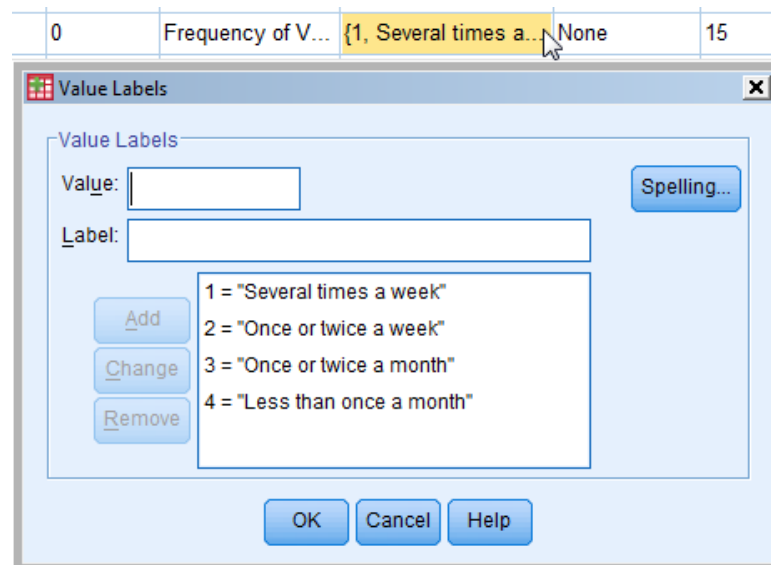 0 Frequency of V... {1, Several times a... None 15
Value Labels
Value Labels
Value:
Spelling...
Label:
1 = "Several times a week"
Add
2 = "Once or twice a week"
Change
3 = "Once or twice a month"
Remove
4 = "Less than once a month"
OK Cancel Help